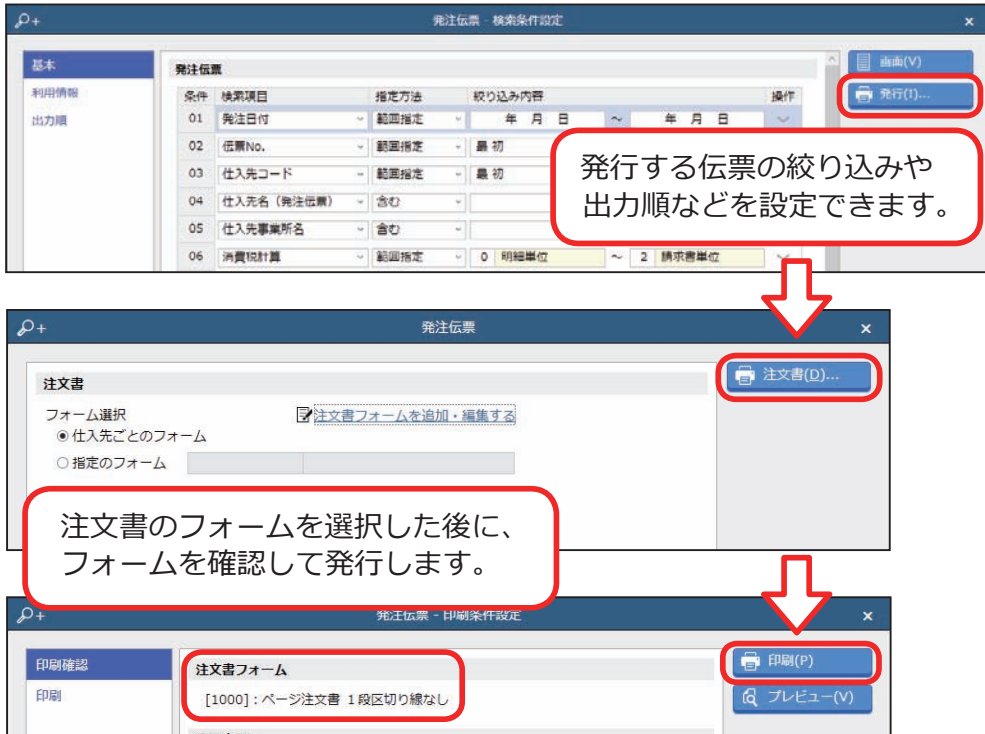 発注伝票 - 検索条件設定
基本
利用情報
出力順
発注伝票
条件 検索項目 指定方法 絞り込み内容 操作
01 発注日付 範囲指定 年 月 日 ~ 年 月 日
02 伝票No. 範囲指定 最初
03 仕入先コード 範囲指定 最初
04 仕入先名（発注伝票） 含む
05 仕入先事業所名 含む
06 消費税計算 範囲指定 0 明細単位 ~ 2 請求書単位
画面(V)
発行(I)...
発行する伝票の絞り込みや
出力順などを設定できます。
発注伝票
注文書
フォーム選択 注文書フォームを追加・編集する
仕入先ごとのフォーム
指定のフォーム
注文書(D)...
注文書のフォームを選択した後に、
フォームを確認して発行します。
発注伝票 - 印刷条件設定
印刷確認
印刷
注文書フォーム
[1000]：ページ注文書 １段区切り線なし
印刷(P)
プレビュー(V)